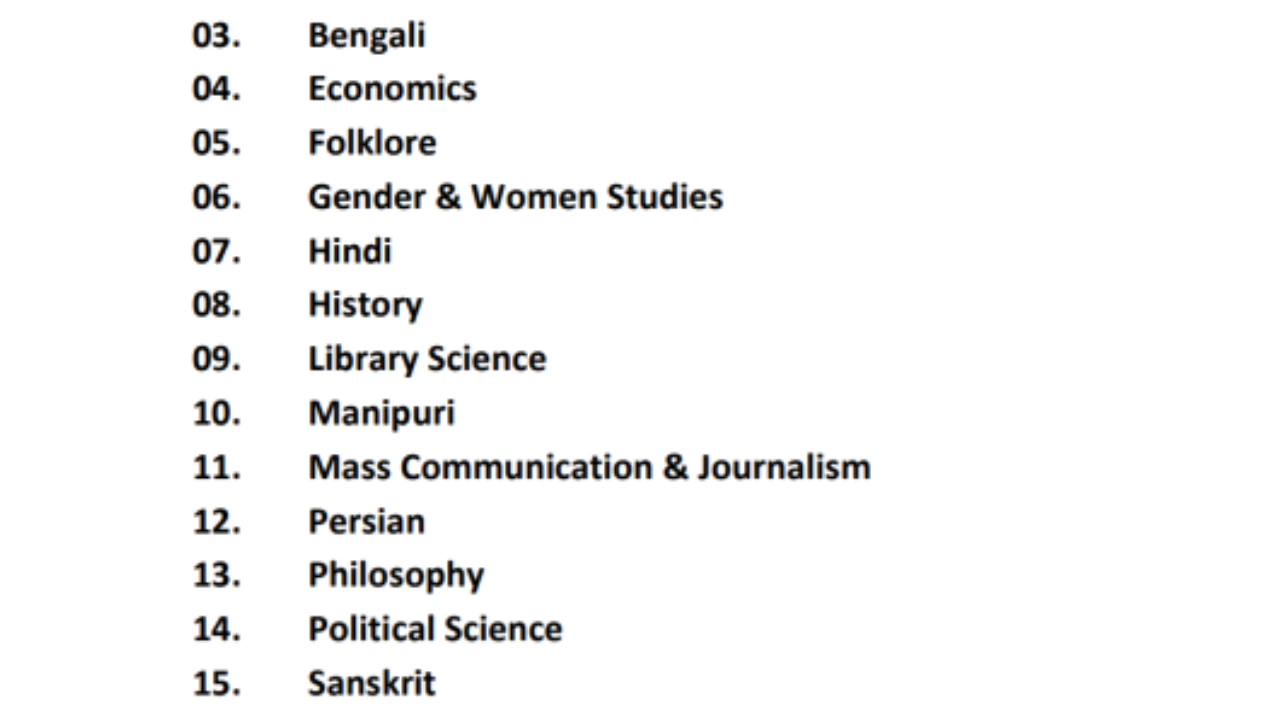 03. Bengali
04. Economics
05. Folklore
06. Gender & Women Studies
07. Hindi
08. History
09. Library Science
10. Manipuri
11. Mass Communication & Journalism
12. Persian
13. Philosophy
14. Political Science
15. Sanskrit